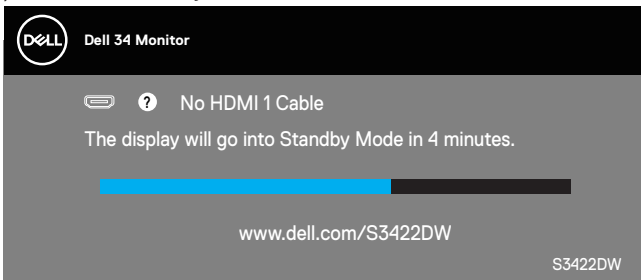 DELL
Dell 34 Monitor
? No HDMI 1 Cable
The display will go into Standby Mode in 4 minutes.
www.dell.com/S3422DW
S3422DW